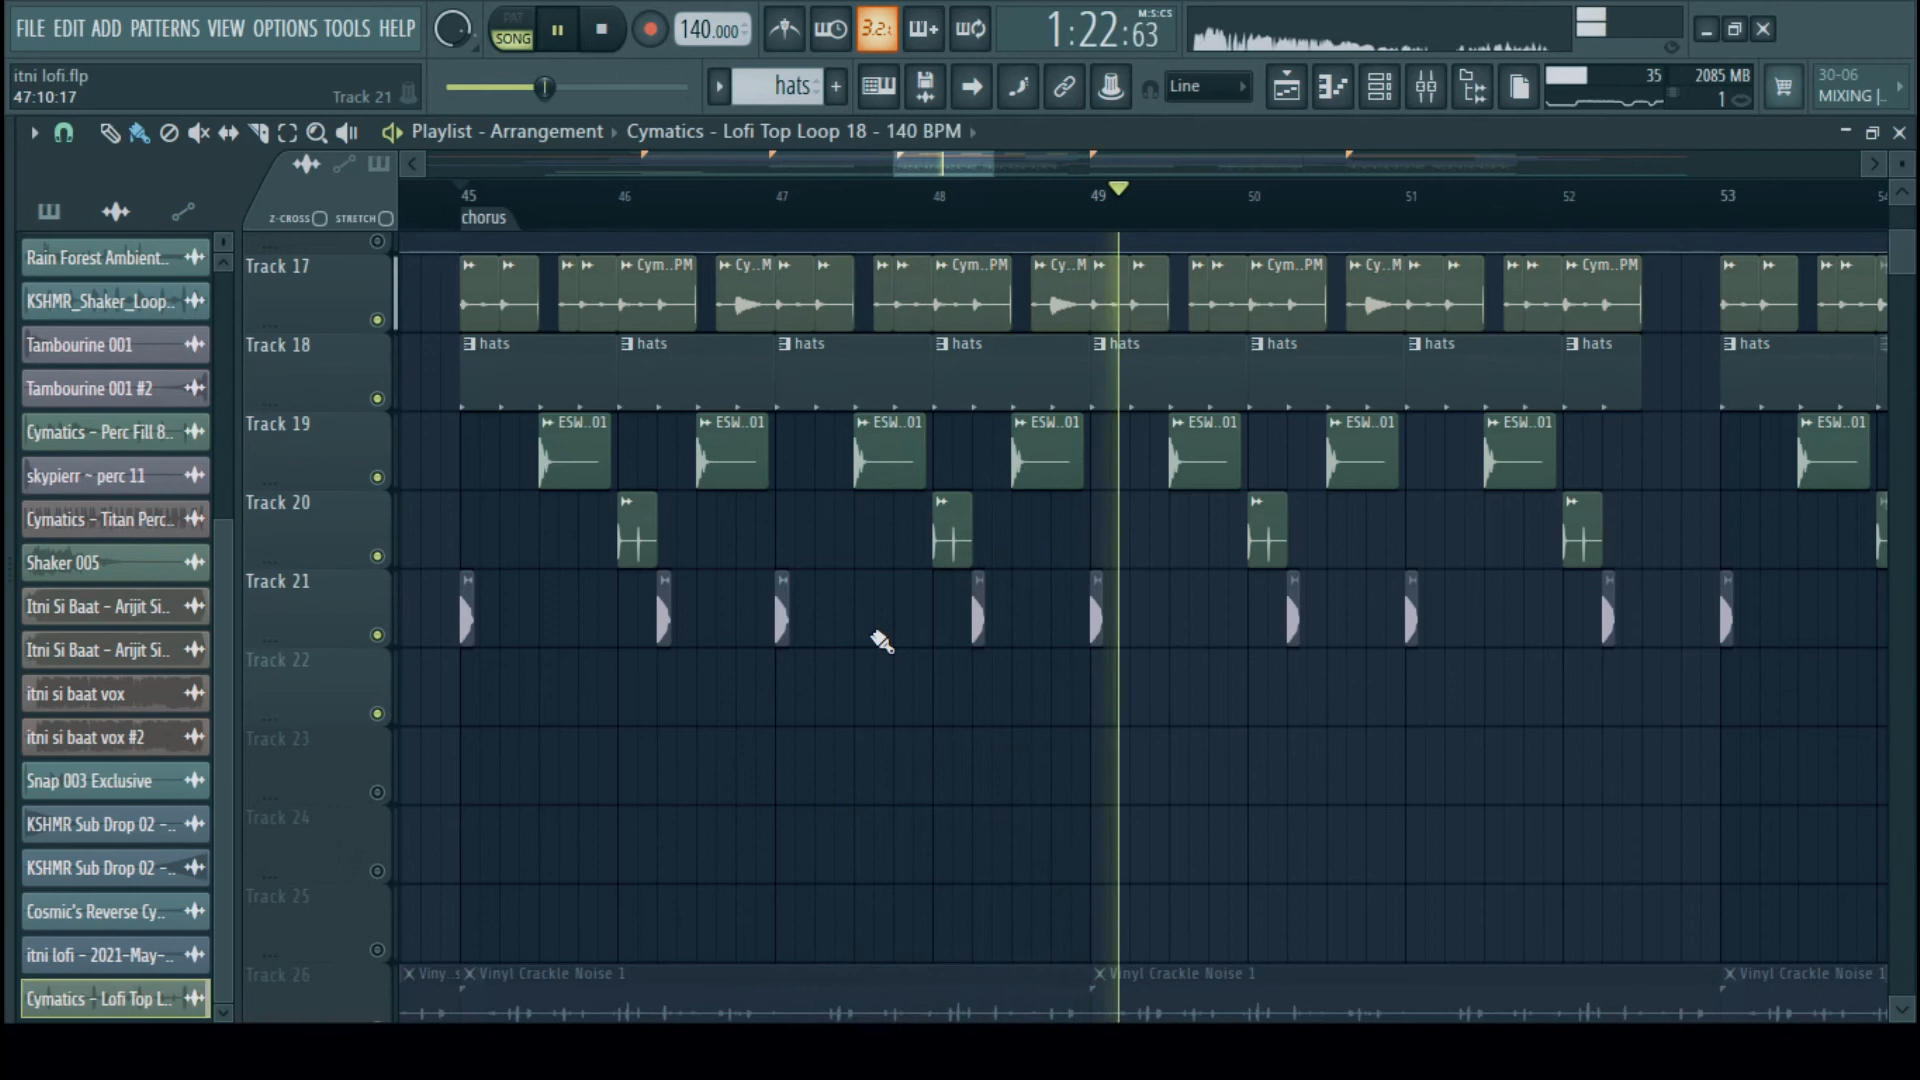 FILE EDIT ADD PATTERNS VIEW OPTIONS TOOLS HELP
PAT
SONG
140.000
3.2.1
1:22:63
M:S:CS
itni lofi.flp
47:10:17
Track 21
hats
Line
35
2085 MB
1
30-06
MIXING |..
Playlist - Arrangement › Cymatics - Lofi Top Loop 18 - 140 BPM ›
Z-CROSS
STRETCH
45 46 47 48 49 50 51 52 53 54
chorus
Rain Forest Ambient..
KSHMR_Shaker_Loop..
Tambourine 001
Tambourine 001 #2
Cymatics - Perc Fill 8..
skypierr ~ perc 11
Cymatics - Titan Perc..
Shaker 005
Itni Si Baat - Arijit Si..
Itni Si Baat - Arijit Si..
itni si baat vox
itni si baat vox #2
Snap 003 Exclusive
KSHMR Sub Drop 02 -..
KSHMR Sub Drop 02 -..
Cosmic's Reverse Cy..
itni lofi - 2021-May-..
Cymatics - Lofi Top L..
Track 17
Cym..PM Cy..M Cym..PM Cy..M Cym..PM Cy..M Cym..PM
Track 18
hats hats hats hats hats hats hats hats hats
Track 19
ESW..01 ESW..01 ESW..01 ESW..01 ESW..01 ESW..01 ESW..01 ESW..01
Track 20
Track 21
Track 22
Track 23
Track 24
Track 25
Track 26
Viny..s Vinyl Crackle Noise 1 Vinyl Crackle Noise 1 Vinyl Crackle Noise 1